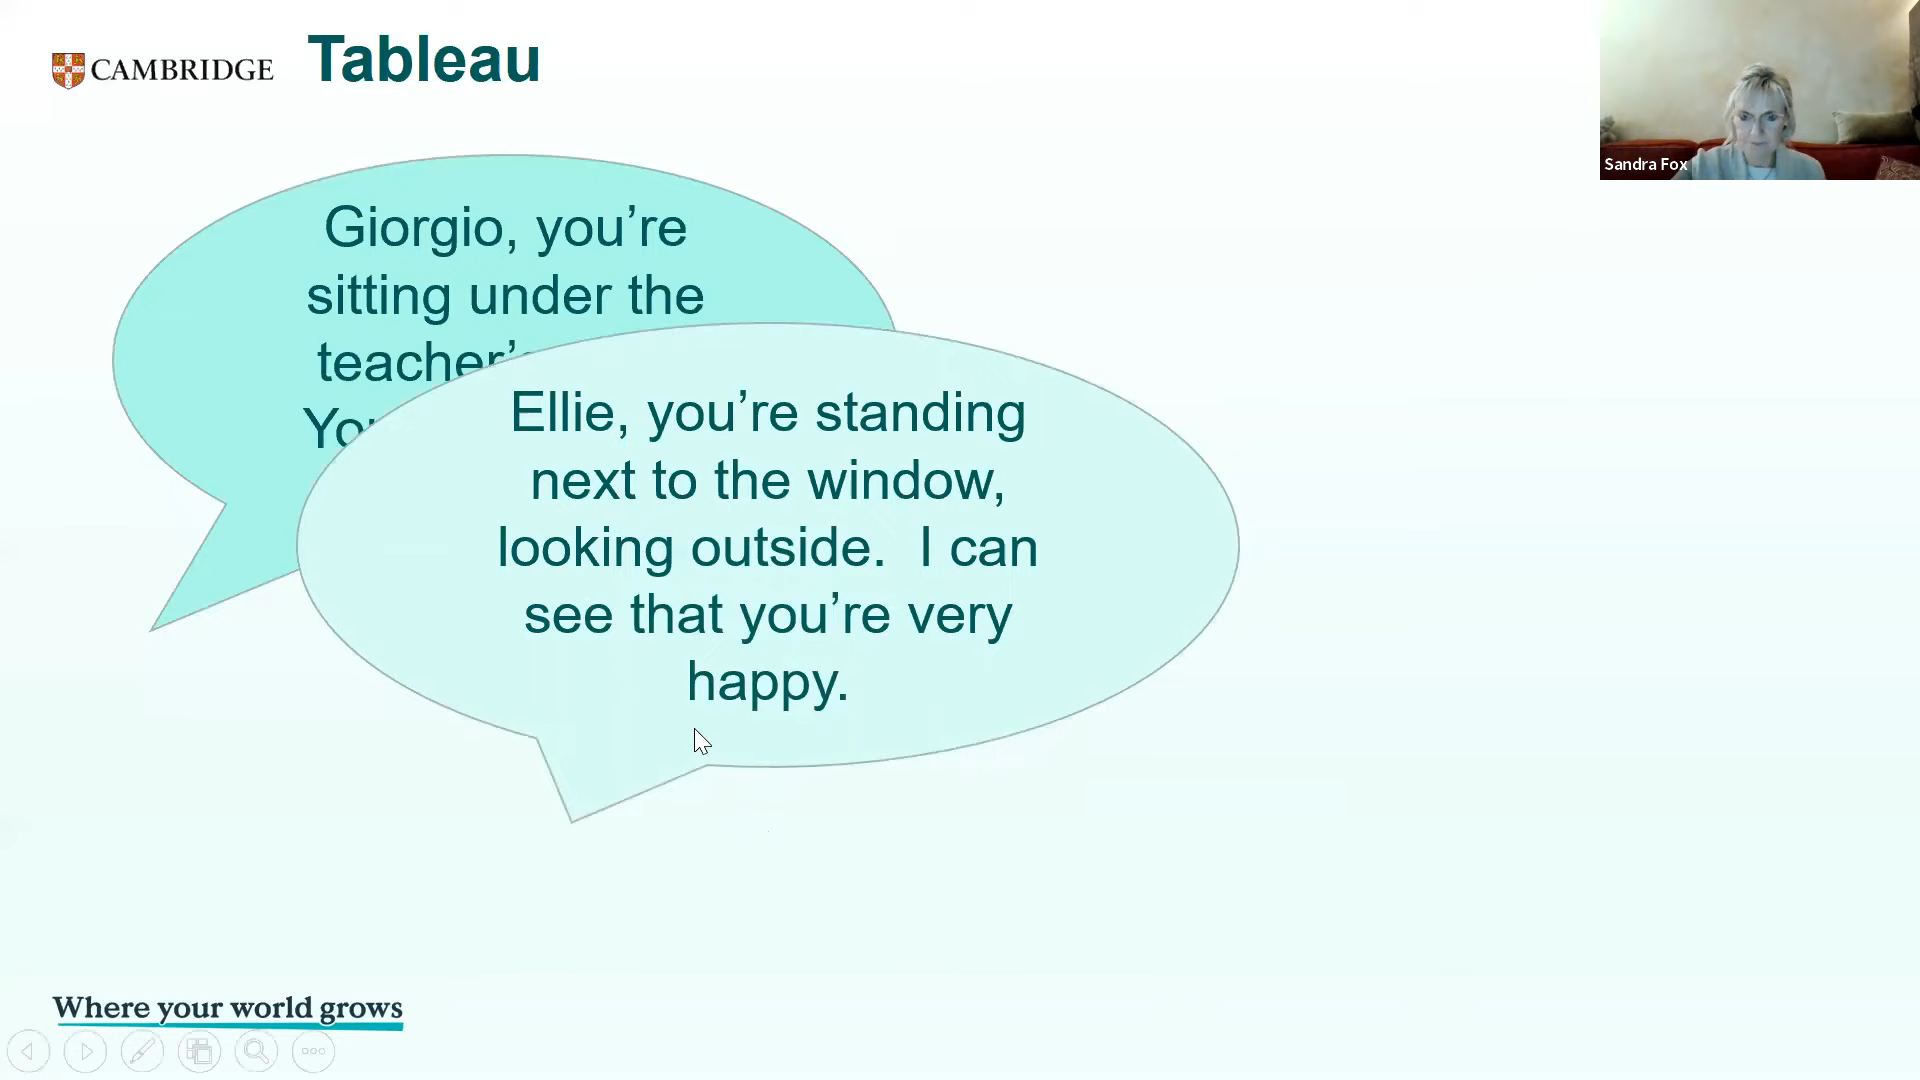 CAMBRIDGE
Tableau
Sandra Fox
Giorgio, you’re
sitting under the
teacher’s
Ellie, you’re standing
next to the window,
looking outside. I can
see that you’re very
happy.
Where your world grows